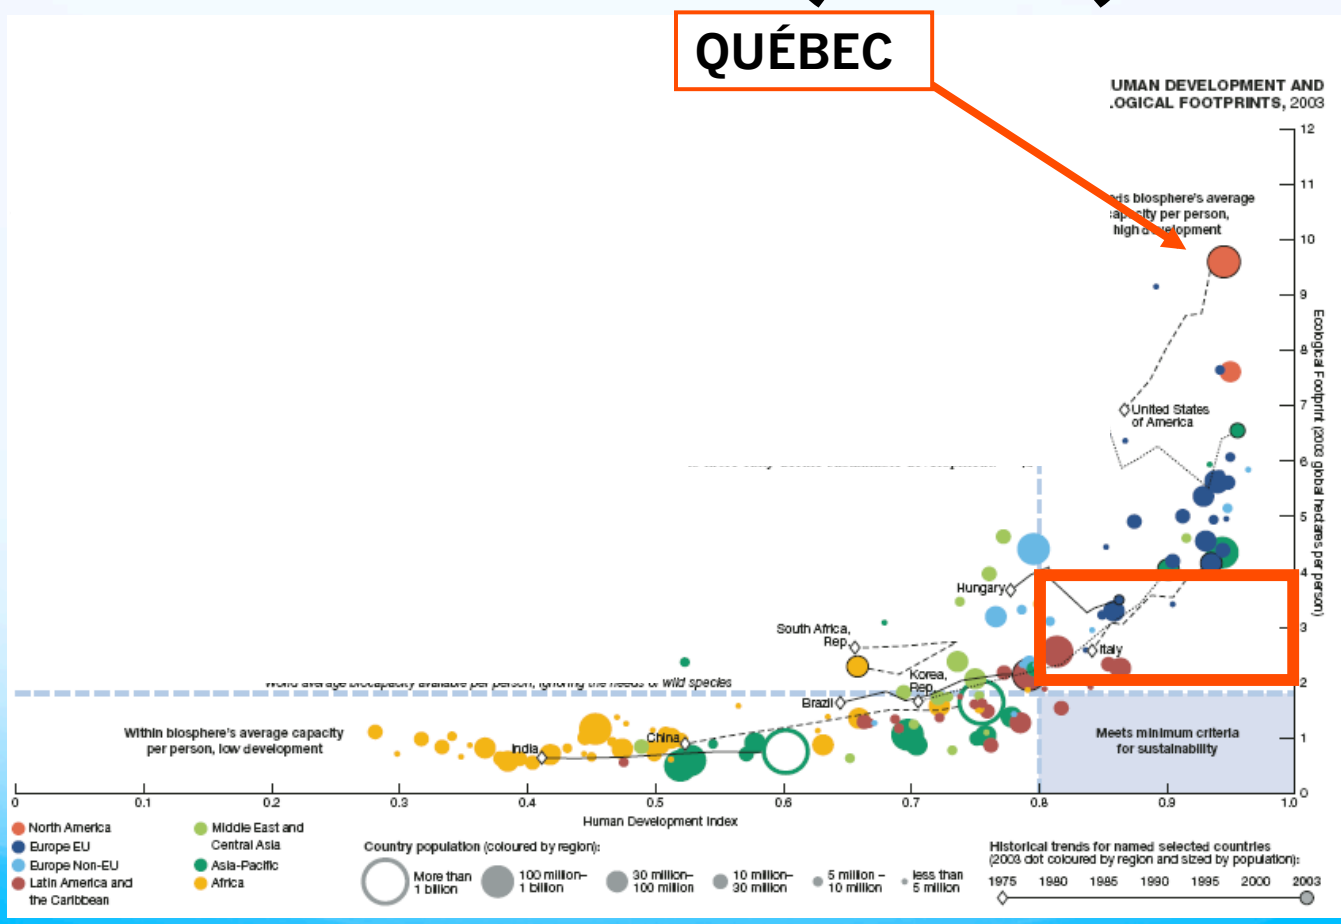 QUÉBEC
UMAN DEVELOPMENT AND
.OGICAL FOOTPRINTS, 2003
12
11
biosphere's average
capacity per person,
high development
10
9
8
7
6
5
4
3
2
1
0
Ecological Footprint (2003 global hectares per person)
United States
of America
Hungary
South Africa,
Rep.
Italy
Korea,
Rep.
World average biocapacity available per person, ignoring the needs of wild species
Brazil
Within biosphere's average capacity
per person, low development
China
India
Meets minimum criteria
for sustainability
0 0.1 0.2 0.3 0.4 0.5 0.6 0.7 0.8 0.9 1.0
Human Development Index
North America
Europe EU
Europe Non-EU
Latin America and
the Caribbean
Middle East and
Central Asia
Asia-Pacific
Africa
Country population (coloured by region):
More than
1 billion
100 million–
1 billion
30 million–
100 million
10 million–
30 million
5 million –
10 million
less than
5 million
Historical trends for named selected countries
(2003 dot coloured by region and sized by population):
1975 1980 1985 1990 1995 2000 2003